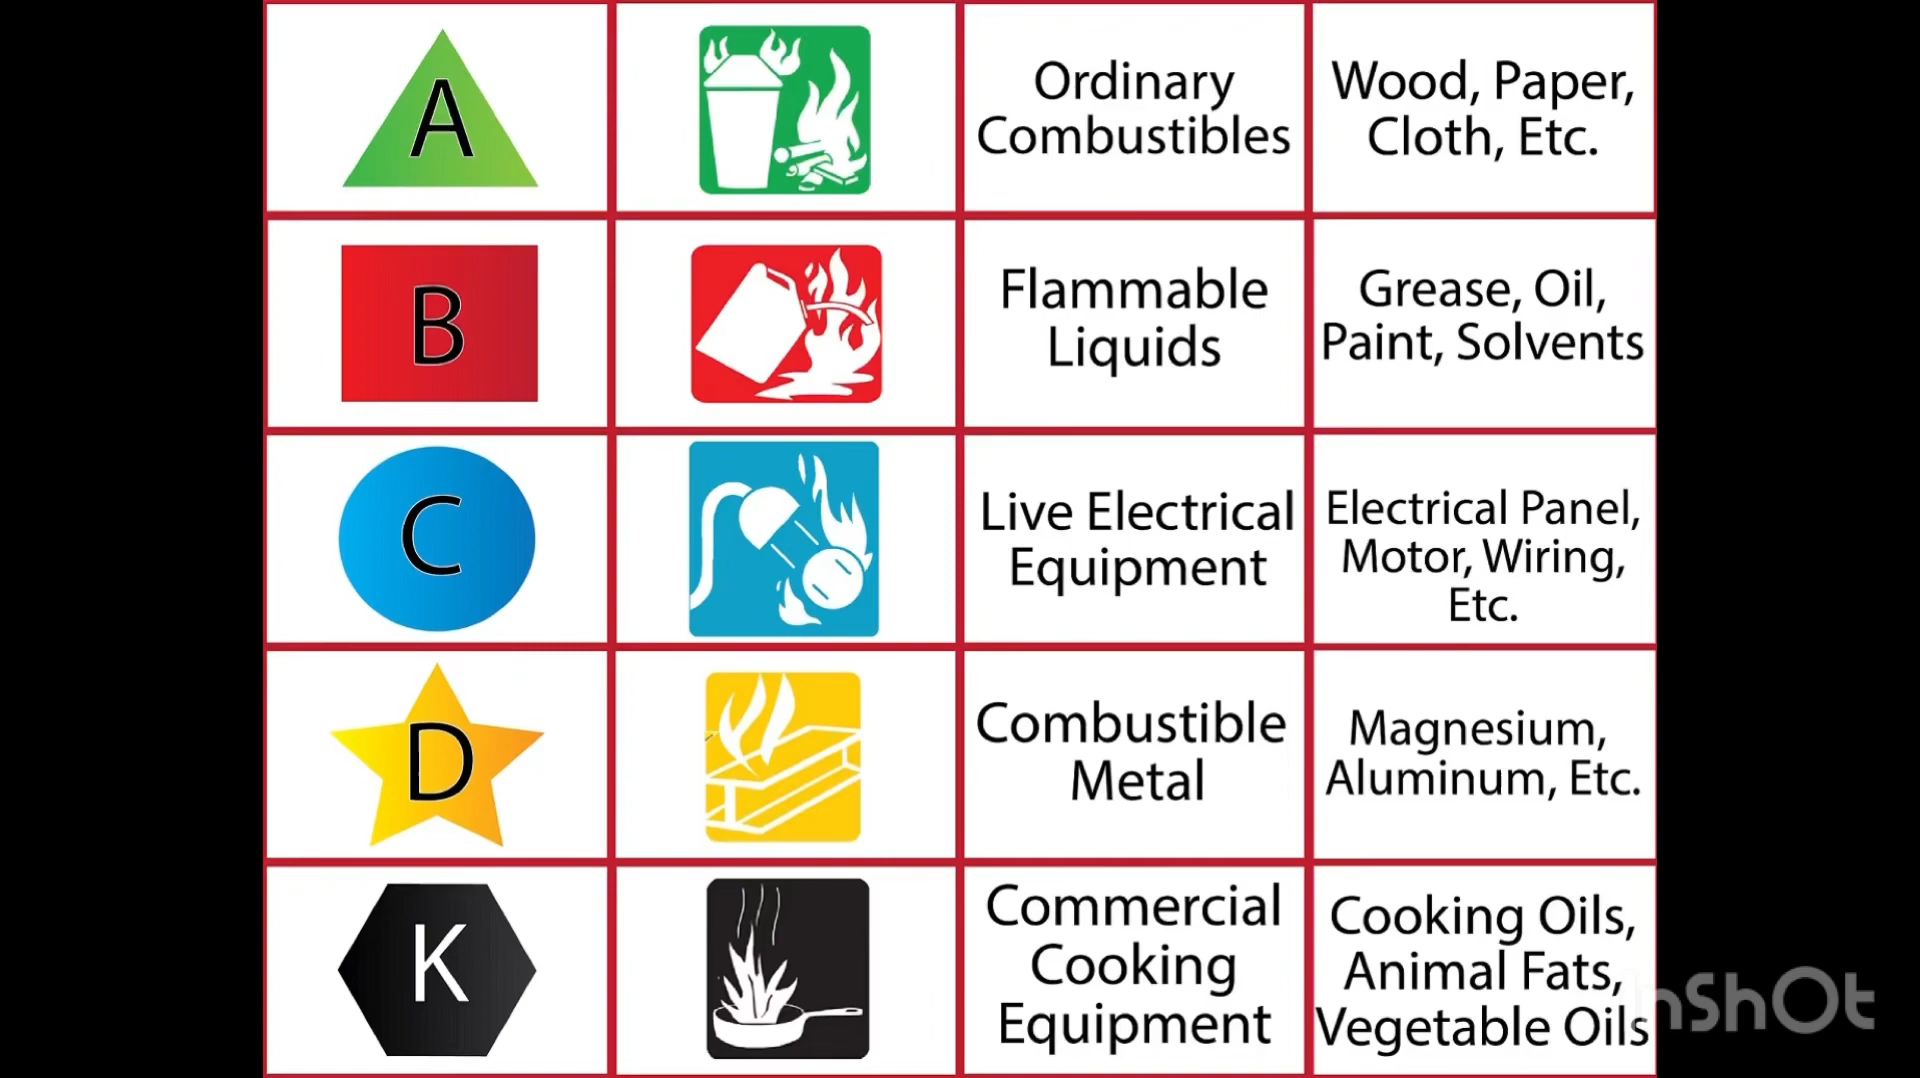 A
Ordinary
Combustibles
Wood, Paper,
Cloth, Etc.
B
Flammable
Liquids
Grease, Oil,
Paint, Solvents
C
Live Electrical
Equipment
Electrical Panel,
Motor, Wiring,
Etc.
D
Combustible
Metal
Magnesium,
Aluminum, Etc.
K
Commercial
Cooking
Equipment
Cooking Oils,
Animal Fats,
Vegetable Oils
InShOt